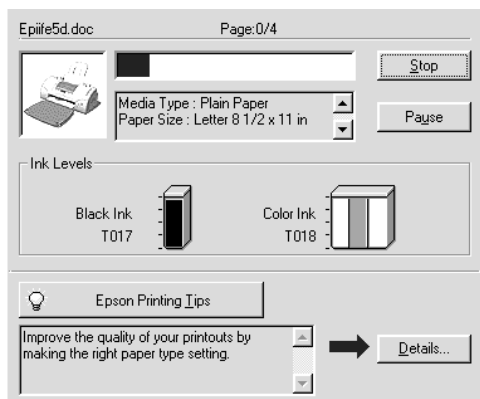 Epiife5d.doc Page:0/4
Stop
Media Type : Plain Paper
Paper Size : Letter 8 1/2 x 11 in
Pause
Ink Levels
Black Ink
T017
Color Ink
T018
Epson Printing Tips
Improve the quality of your printouts by
making the right paper type setting.
Details...